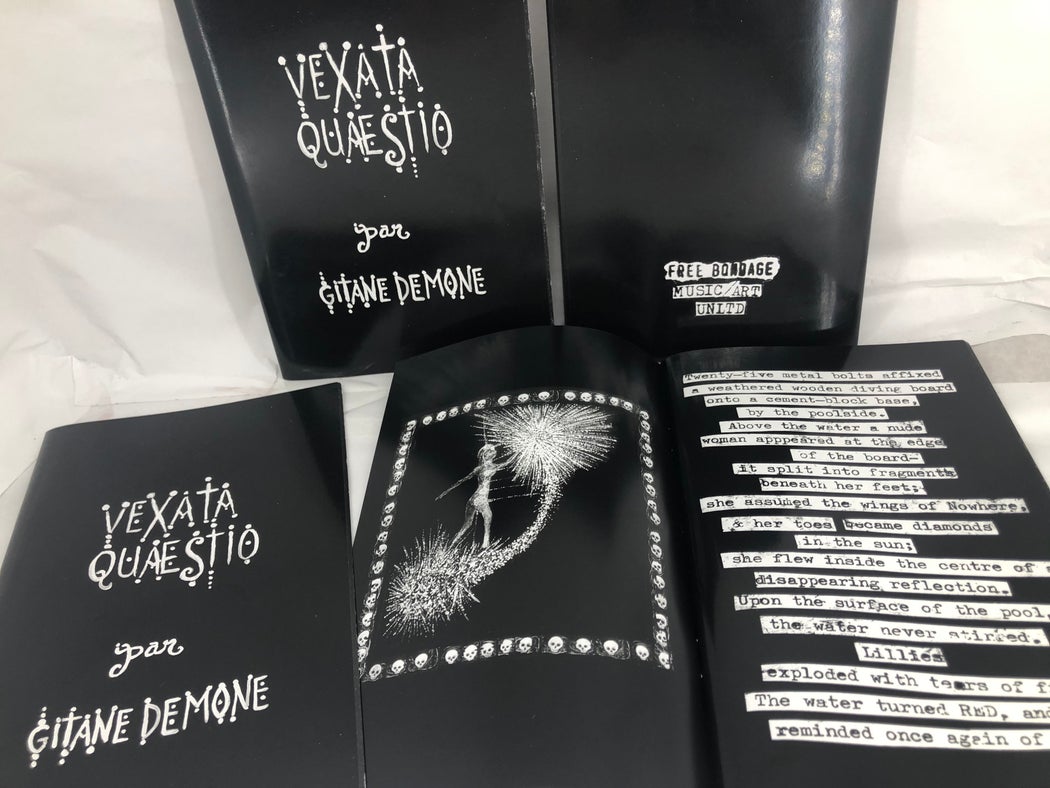 VEXATA
QUAESTIO
par
GITANE DEMONE
FREE BONDAGE
MUSIC/ART
UNLTD
VEXATA
QUAESTIO
par
GITANE DEMONE
Twenty-five metal bolts affixed
a weathered wooden diving board
onto a cement-block base,
by the poolside.
Above the water a nude
woman apppeared at the edge
of the board—
it split into fragments
beneath her feet;
she assumed the wings of Nowhere,
& her toes became diamonds
in the sun;
she flew inside the centre of
disappearing reflection.
Upon the surface of the pool
the water never stirred.
Lillies
exploded with tears of
The water turned RED, and
reminded once again of